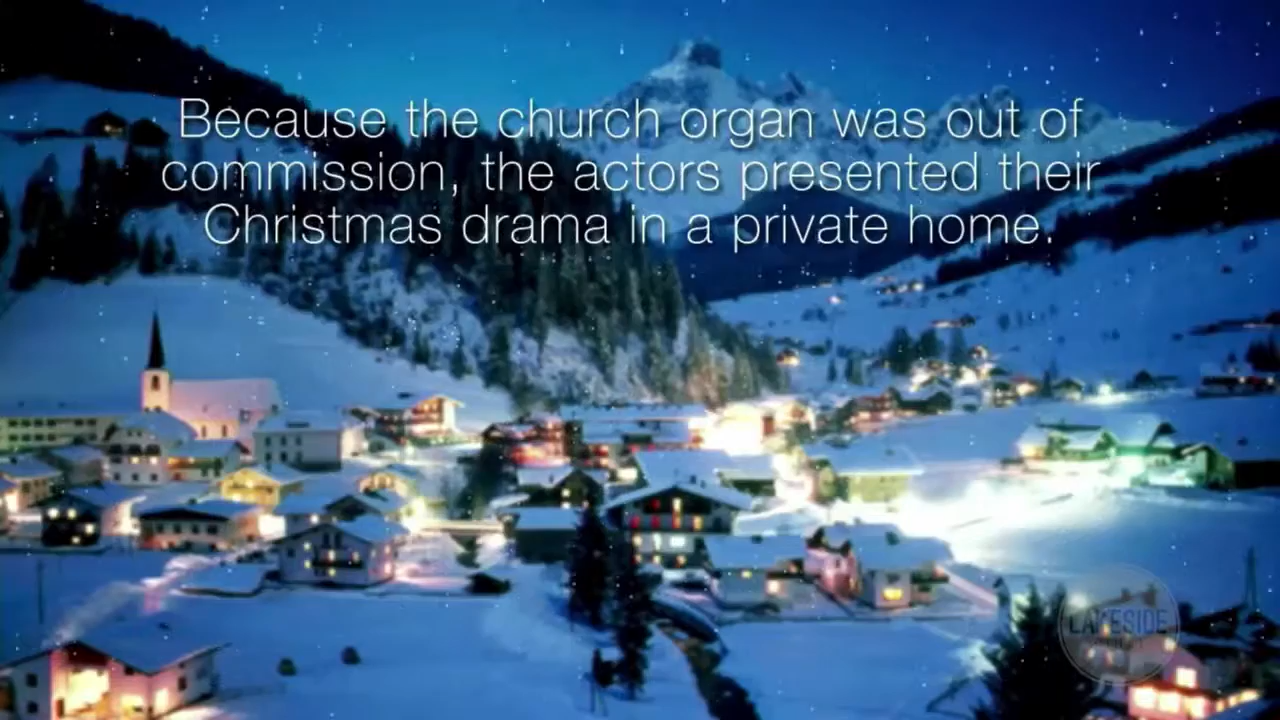 Because the church organ was out of
commission, the actors presented their
Christmas drama in a private home.
LAKESIDE